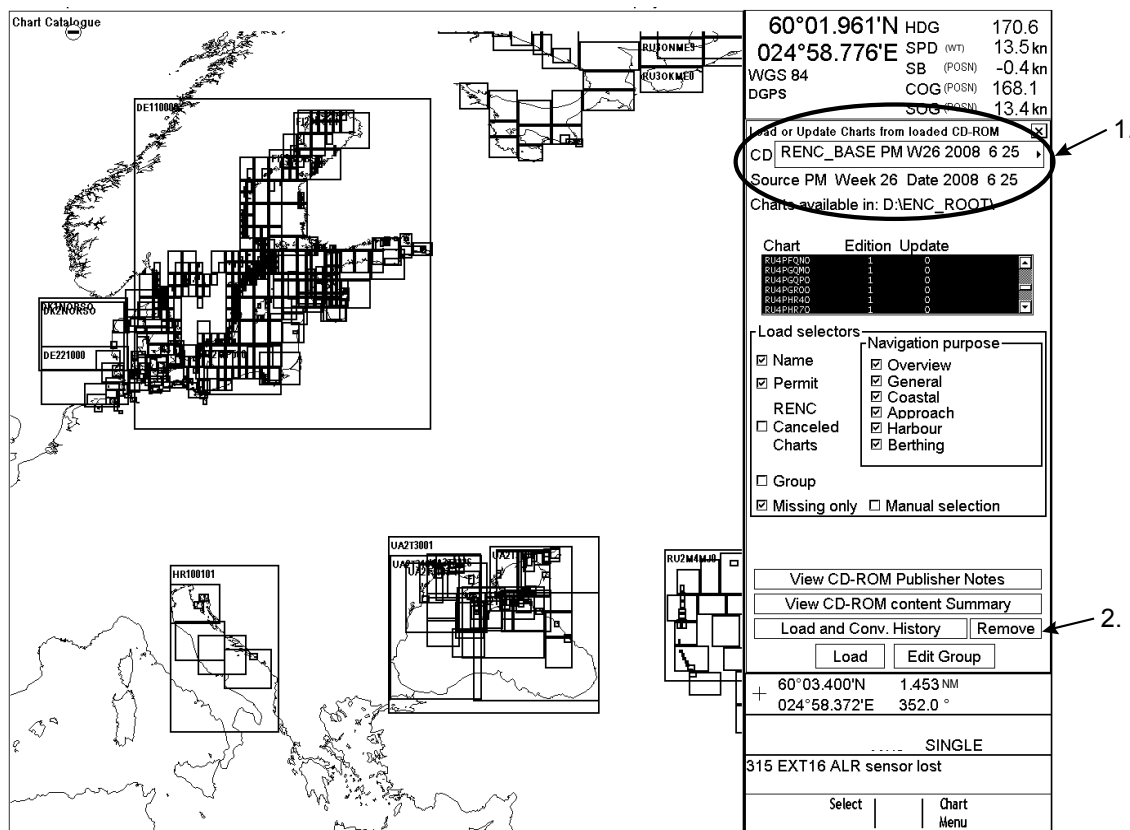 Chart Catalogue
RU3ONME3
RU3OKME0
DE110000
DK2NORSO
DE221000
HR100101
UA2T3001
RU2M4MJ0
60°01.961'N HDG 170.6
024°58.776'E SPD (WT) 13.5 kn
WGS 84 SB (POSN) -0.4 kn
DGPS COG (POSN) 168.1
SOG (POSN) 13.4 kn
Load or Update Charts from loaded CD-ROM
1.
CD RENC_BASE PM W26 2008 6 25
Source PM Week 26 Date 2008 6 25
Charts available in: D:\ENC_ROOT\
Chart Edition Update
RU4PFQN0 1 0
RU4PGQM0 1 0
RU4PGQP0 1 0
RU4PGR00 1 0
RU4PHR40 1 0
RU4PHR70 1 0
Load selectors
Name
Permit
RENC
Canceled
Charts
Navigation purpose
Overview
General
Coastal
Approach
Harbour
Berthing
Group
Missing only Manual selection
View CD-ROM Publisher Notes
View CD-ROM content Summary
Load and Conv. History Remove
2.
Load Edit Group
60°03.400'N 1.453 NM
024°58.372'E 352.0 °
SINGLE
315 EXT16 ALR sensor lost
Select Chart
Menu